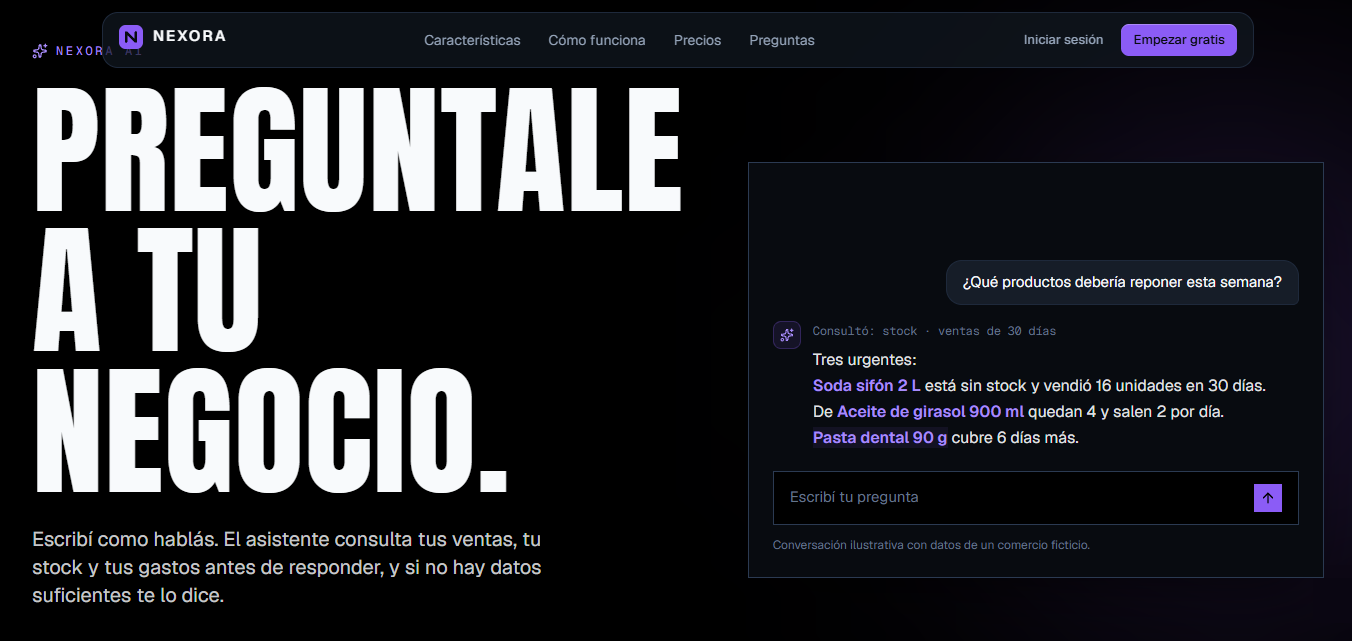 NEXORA
Características
Cómo funciona
Precios
Preguntas
Iniciar sesión
Empezar gratis
NEXORA AI
PREGUNTALE
A TU
NEGOCIO.
Escribí como hablás. El asistente consulta tus ventas, tu
stock y tus gastos antes de responder, y si no hay datos
suficientes te lo dice.
¿Qué productos debería reponer esta semana?
Consultó: stock · ventas de 30 días
Tres urgentes:
Soda sifón 2 L está sin stock y vendió 16 unidades en 30 días.
De Aceite de girasol 900 ml quedan 4 y salen 2 por día.
Pasta dental 90 g cubre 6 días más.
Escribí tu pregunta
Conversación ilustrativa con datos de un comercio ficticio.